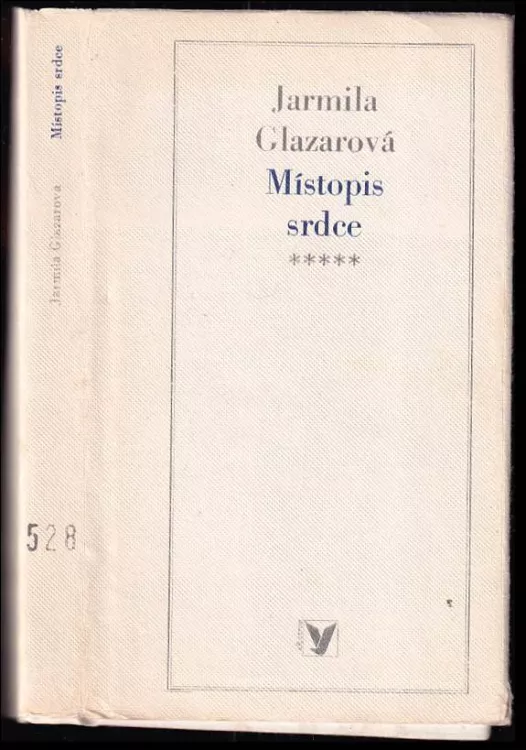 Jarmila
Glazarová
Místopis
srdce
*****
Jarmila Glazarová Místopis srdce
528